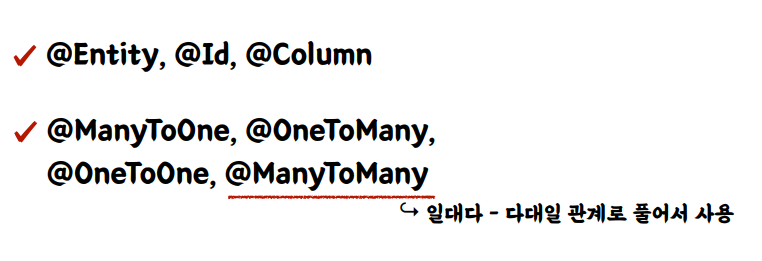 ✓ @Entity, @Id, @Column
✓ @ManyToOne, @OneToMany,
@OneToOne, @ManyToMany
↪ 일대다 - 다대일 관계로 풀어서 사용